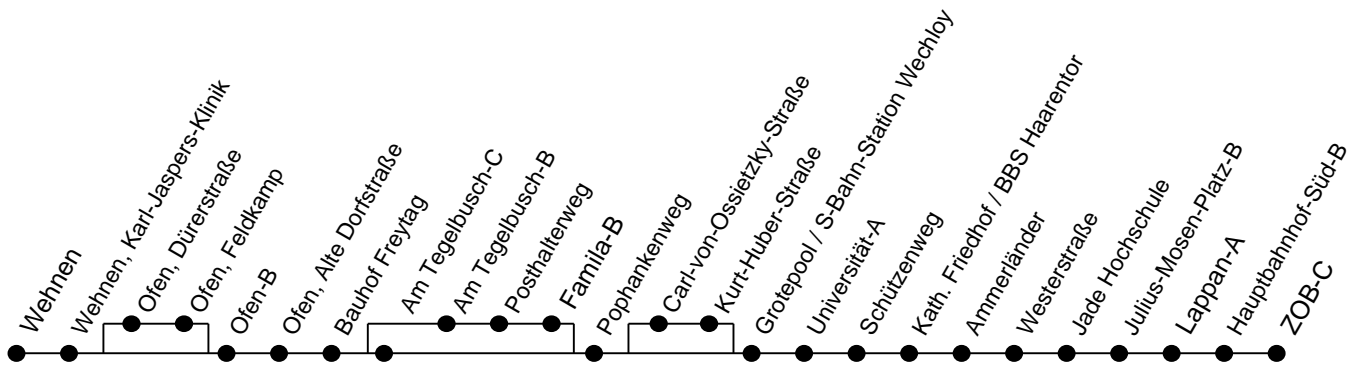 Wehnen
Wehnen, Karl-Jaspers-Klinik
Ofen, Dürerstraße
Ofen, Feldkamp
Ofen-B
Ofen, Alte Dorfstraße
Bauhof Freytag
Am Tegelbusch-C
Am Tegelbusch-B
Posthalterweg
Famila-B
Pophankenweg
Carl-von-Ossietzky-Straße
Kurt-Huber-Straße
Grotepool / S-Bahn-Station Wechloy
Universität-A
Schützenweg
Kath. Friedhof / BBS Haarentor
Ammerländer
Westerstraße
Jade Hochschule
Julius-Mosen-Platz-B
Lappan-A
Hauptbahnhof-Süd-B
ZOB-C